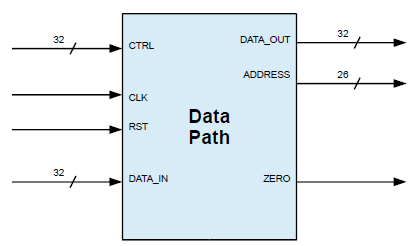 32
CTRL
CLK
RST
32
DATA_IN
Data
Path
DATA_OUT
32
ADDRESS
26
ZERO